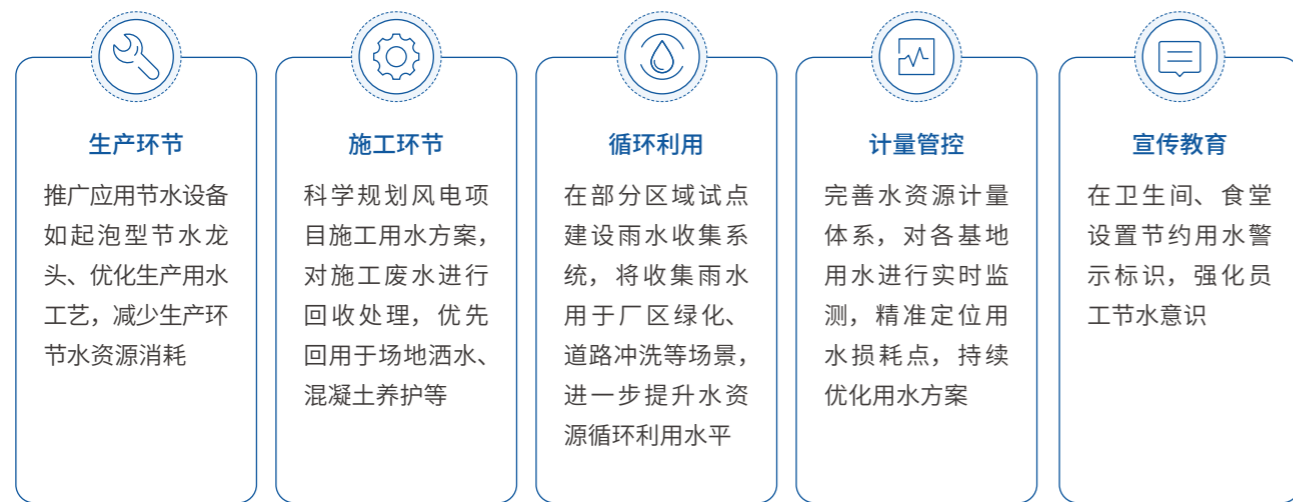 生产环节
推广应用节水设备
如起泡型节水龙
头、优化生产用水
工艺，减少生产环
节水资源消耗
施工环节
科学规划风电项
目施工用水方案，
对施工废水进行
回收处理，优先
回用于场地洒水、
混凝土养护等
循环利用
在部分区域试点
建设雨水收集系
统，将收集雨水
用于厂区绿化、
道路冲洗等场景，
进一步提升水资
源循环利用水平
计量管控
完善水资源计量
体系，对各基地
用水进行实时监
测，精准定位用
水损耗点，持续
优化用水方案
宣传教育
在卫生间、食堂
设置节约用水警
示标识，强化员
工节水意识